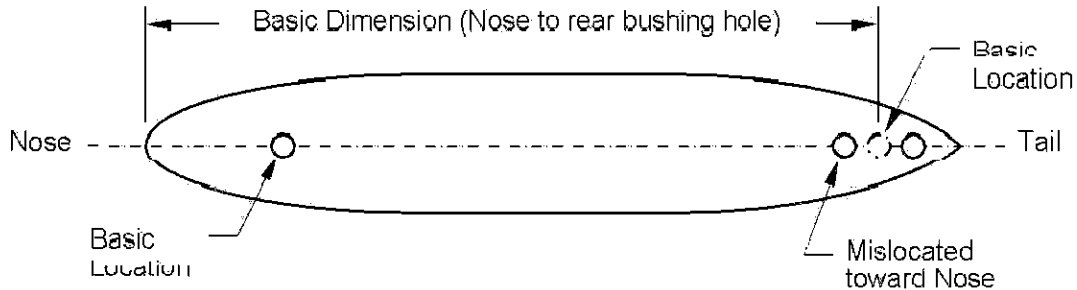 Basic Dimension (Nose to rear bushing hole)
Basic
Location
Nose
Tail
Basic
Location
Mislocated
toward Nose